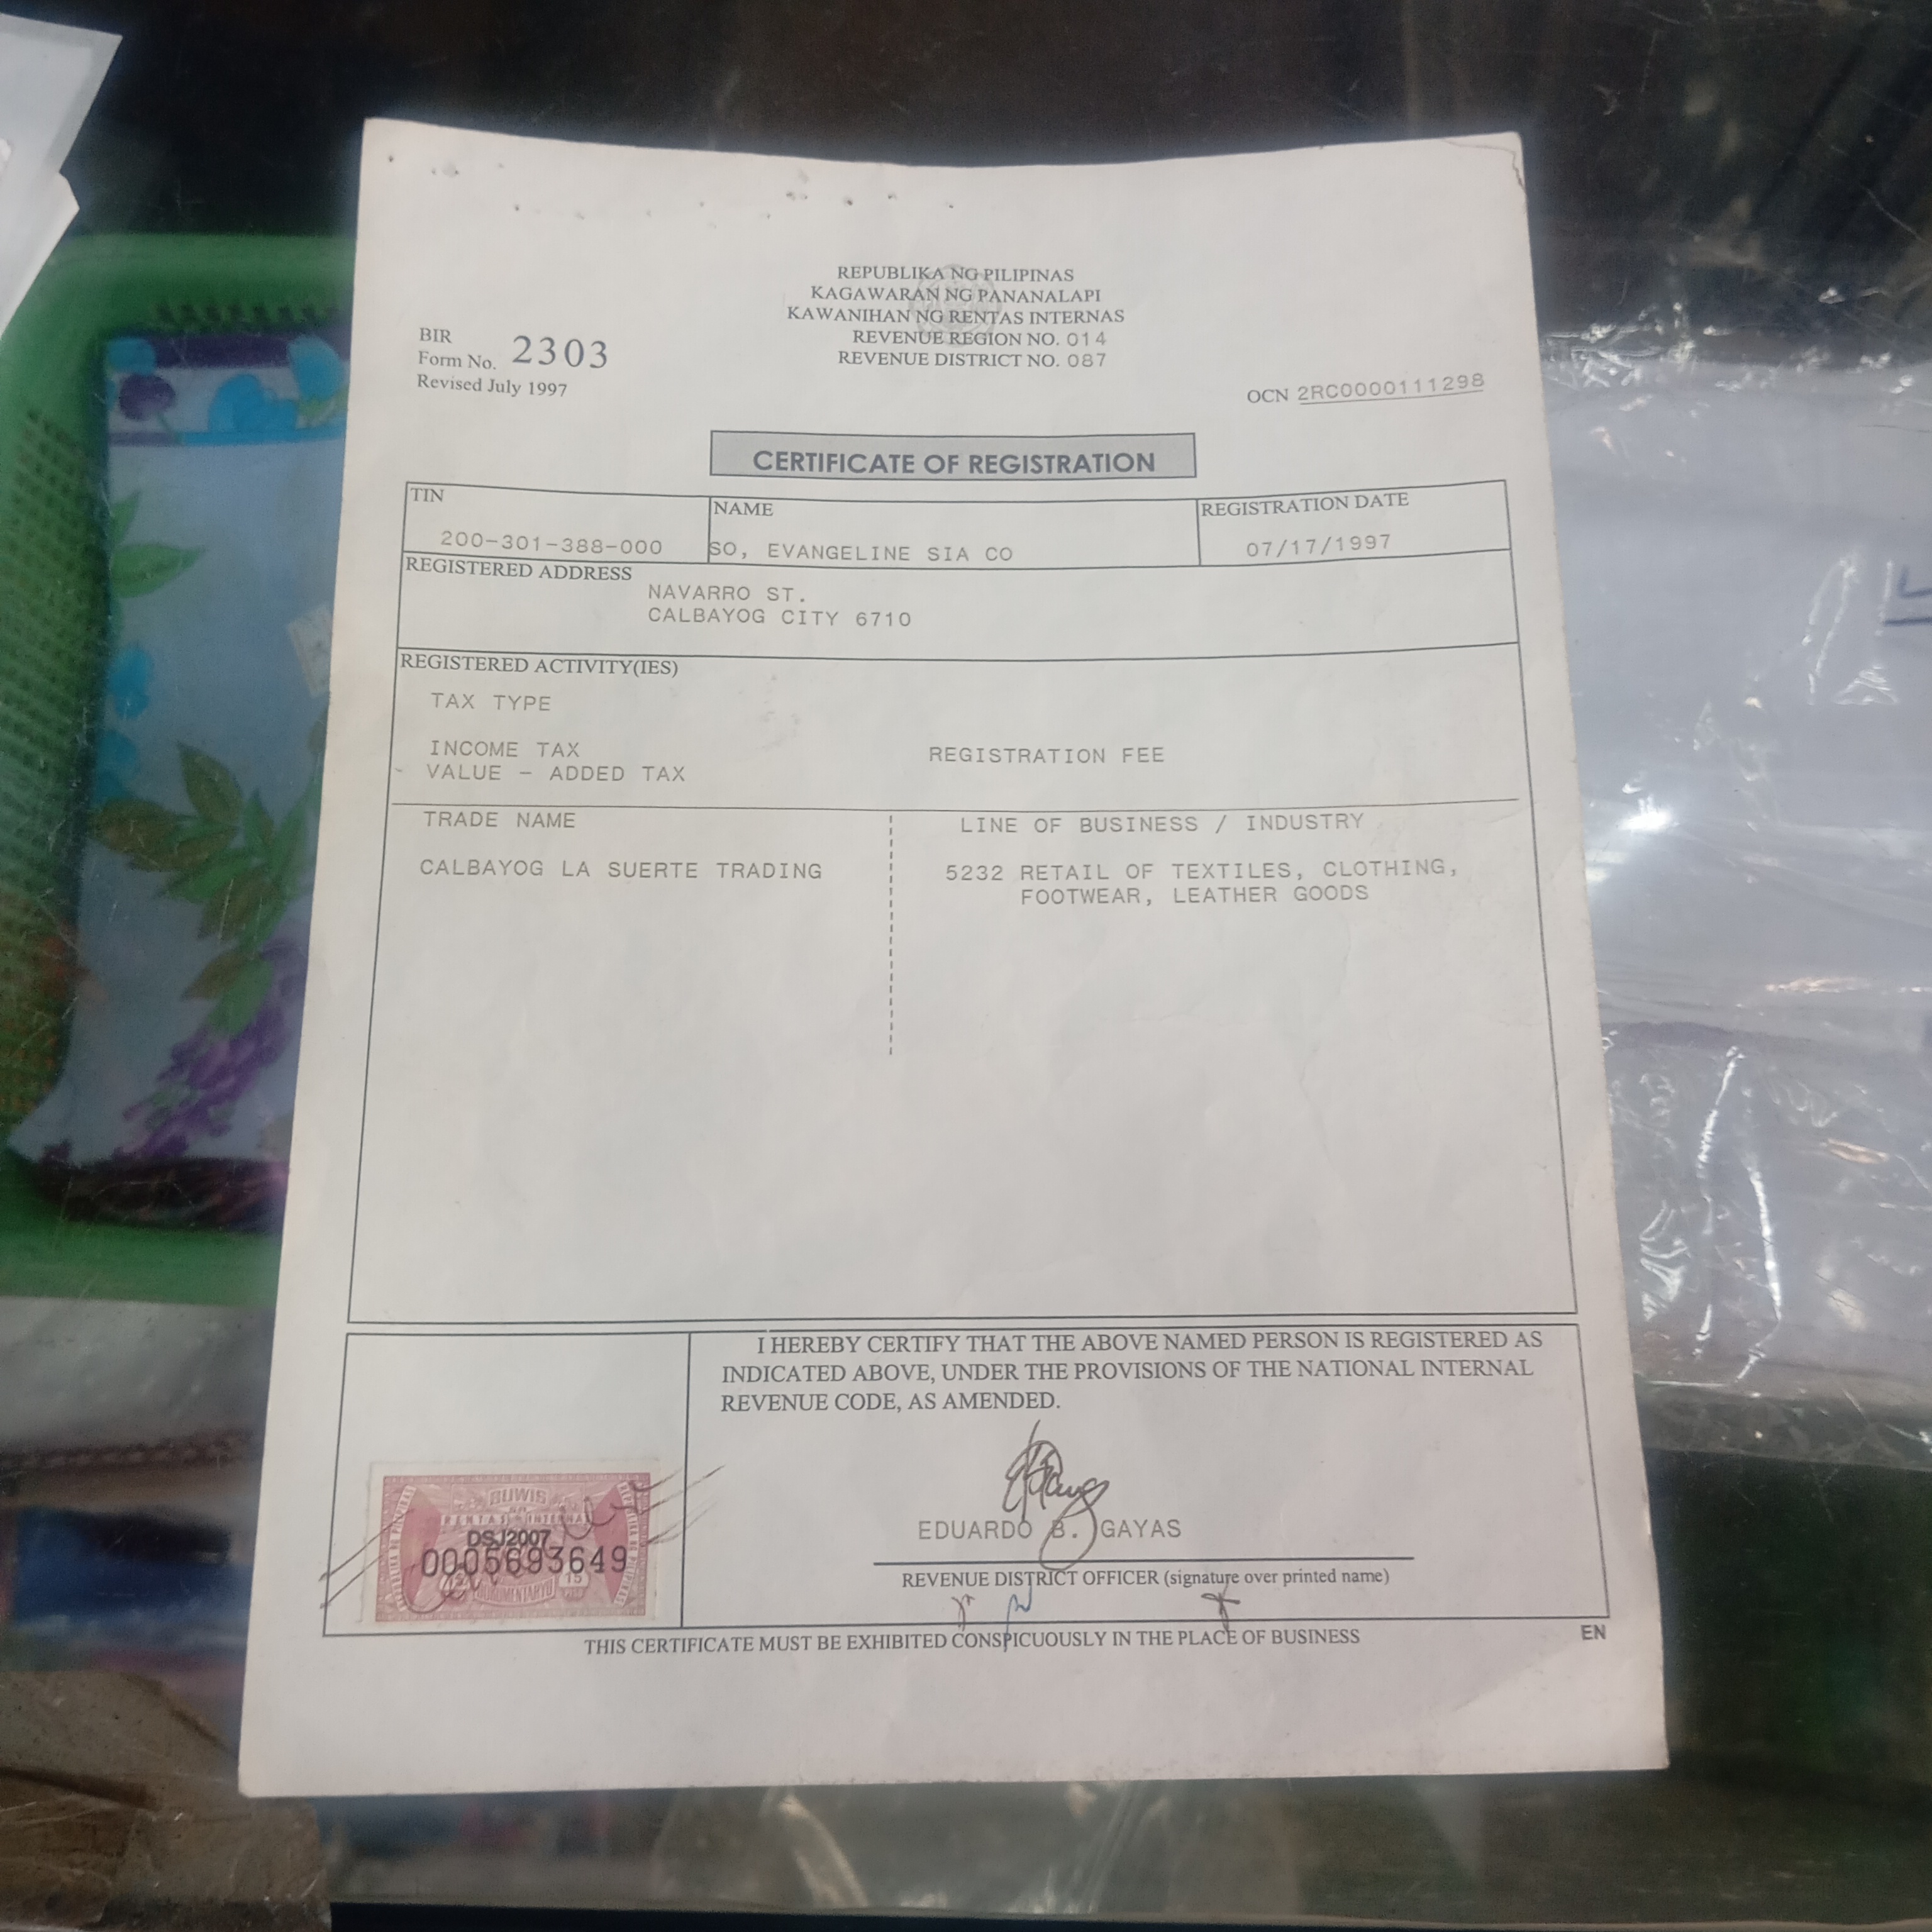 REPUBLIKA NG PILIPINAS
KAGAWARAN NG PANANALAPI
KAWANIHAN NG RENTAS INTERNAS
REVENUE REGION NO. 014
REVENUE DISTRICT NO. 087
BIR
Form No. 2303
Revised July 1997
OCN 2RC0000111298
CERTIFICATE OF REGISTRATION
TIN
200-301-388-000
NAME
SO, EVANGELINE SIA CO
REGISTRATION DATE
07/17/1997
REGISTERED ADDRESS
NAVARRO ST.
CALBAYOG CITY 6710
REGISTERED ACTIVITY(IES)
TAX TYPE
INCOME TAX
REGISTRATION FEE
VALUE - ADDED TAX
TRADE NAME
LINE OF BUSINESS / INDUSTRY
CALBAYOG LA SUERTE TRADING
5232 RETAIL OF TEXTILES, CLOTHING,
FOOTWEAR, LEATHER GOODS
I HEREBY CERTIFY THAT THE ABOVE NAMED PERSON IS REGISTERED AS
INDICATED ABOVE, UNDER THE PROVISIONS OF THE NATIONAL INTERNAL
REVENUE CODE, AS AMENDED.
BUWIS
NA
RENTAS INTERNAS
DSJ2007
0005693649
DOKUMENTARYO
15
EDUARDO B. GAYAS
REVENUE DISTRICT OFFICER (signature over printed name)
THIS CERTIFICATE MUST BE EXHIBITED CONSPICUOUSLY IN THE PLACE OF BUSINESS
EN